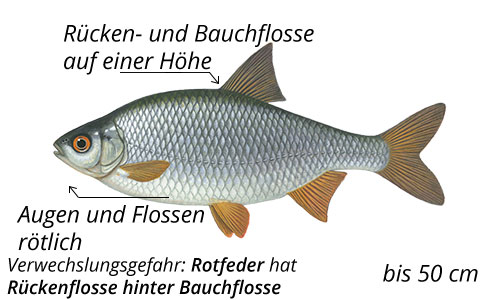 Rücken- und Bauchflosse
auf einer Höhe
Augen und Flossen
rötlich
Verwechslungsgefahr: Rotfeder hat
Rückenflosse hinter Bauchflosse
bis 50 cm